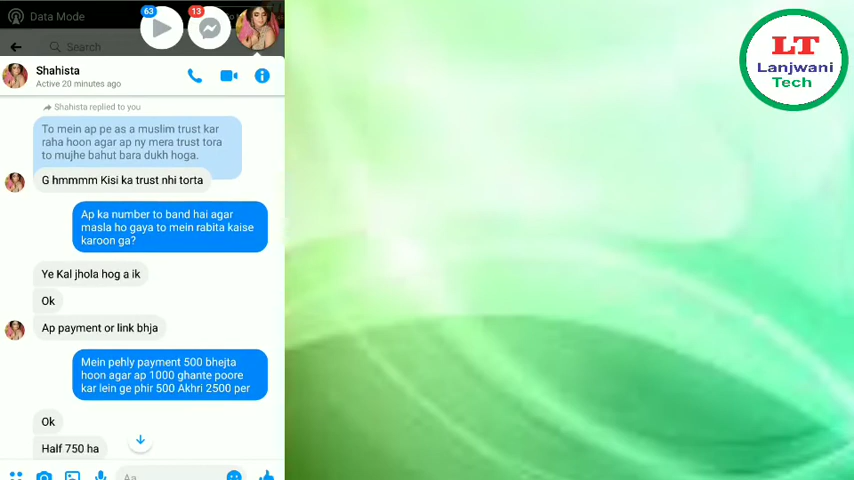 Data Mode
63
13
Search
Shahista
Active 20 minutes ago
Shahista replied to you
To mein ap pe as a muslim trust kar
raha hoon agar ap ny mera trust tora
to mujhe bahut bara dukh hoga.
G hmmmm Kisi ka trust nhi torta
Ap ka number to band hai agar
masla ho gaya to mein rabita kaise
karoon ga?
Ye Kal jhola hog a ik
Ok
Ap payment or link bhja
Mein pehly payment 500 bhejta
hoon agar ap 1000 ghante poore
kar lein ge phir 500 Akhri 2500 per
Ok
Half 750 ha
Aa
LT
Lanjwani
Tech